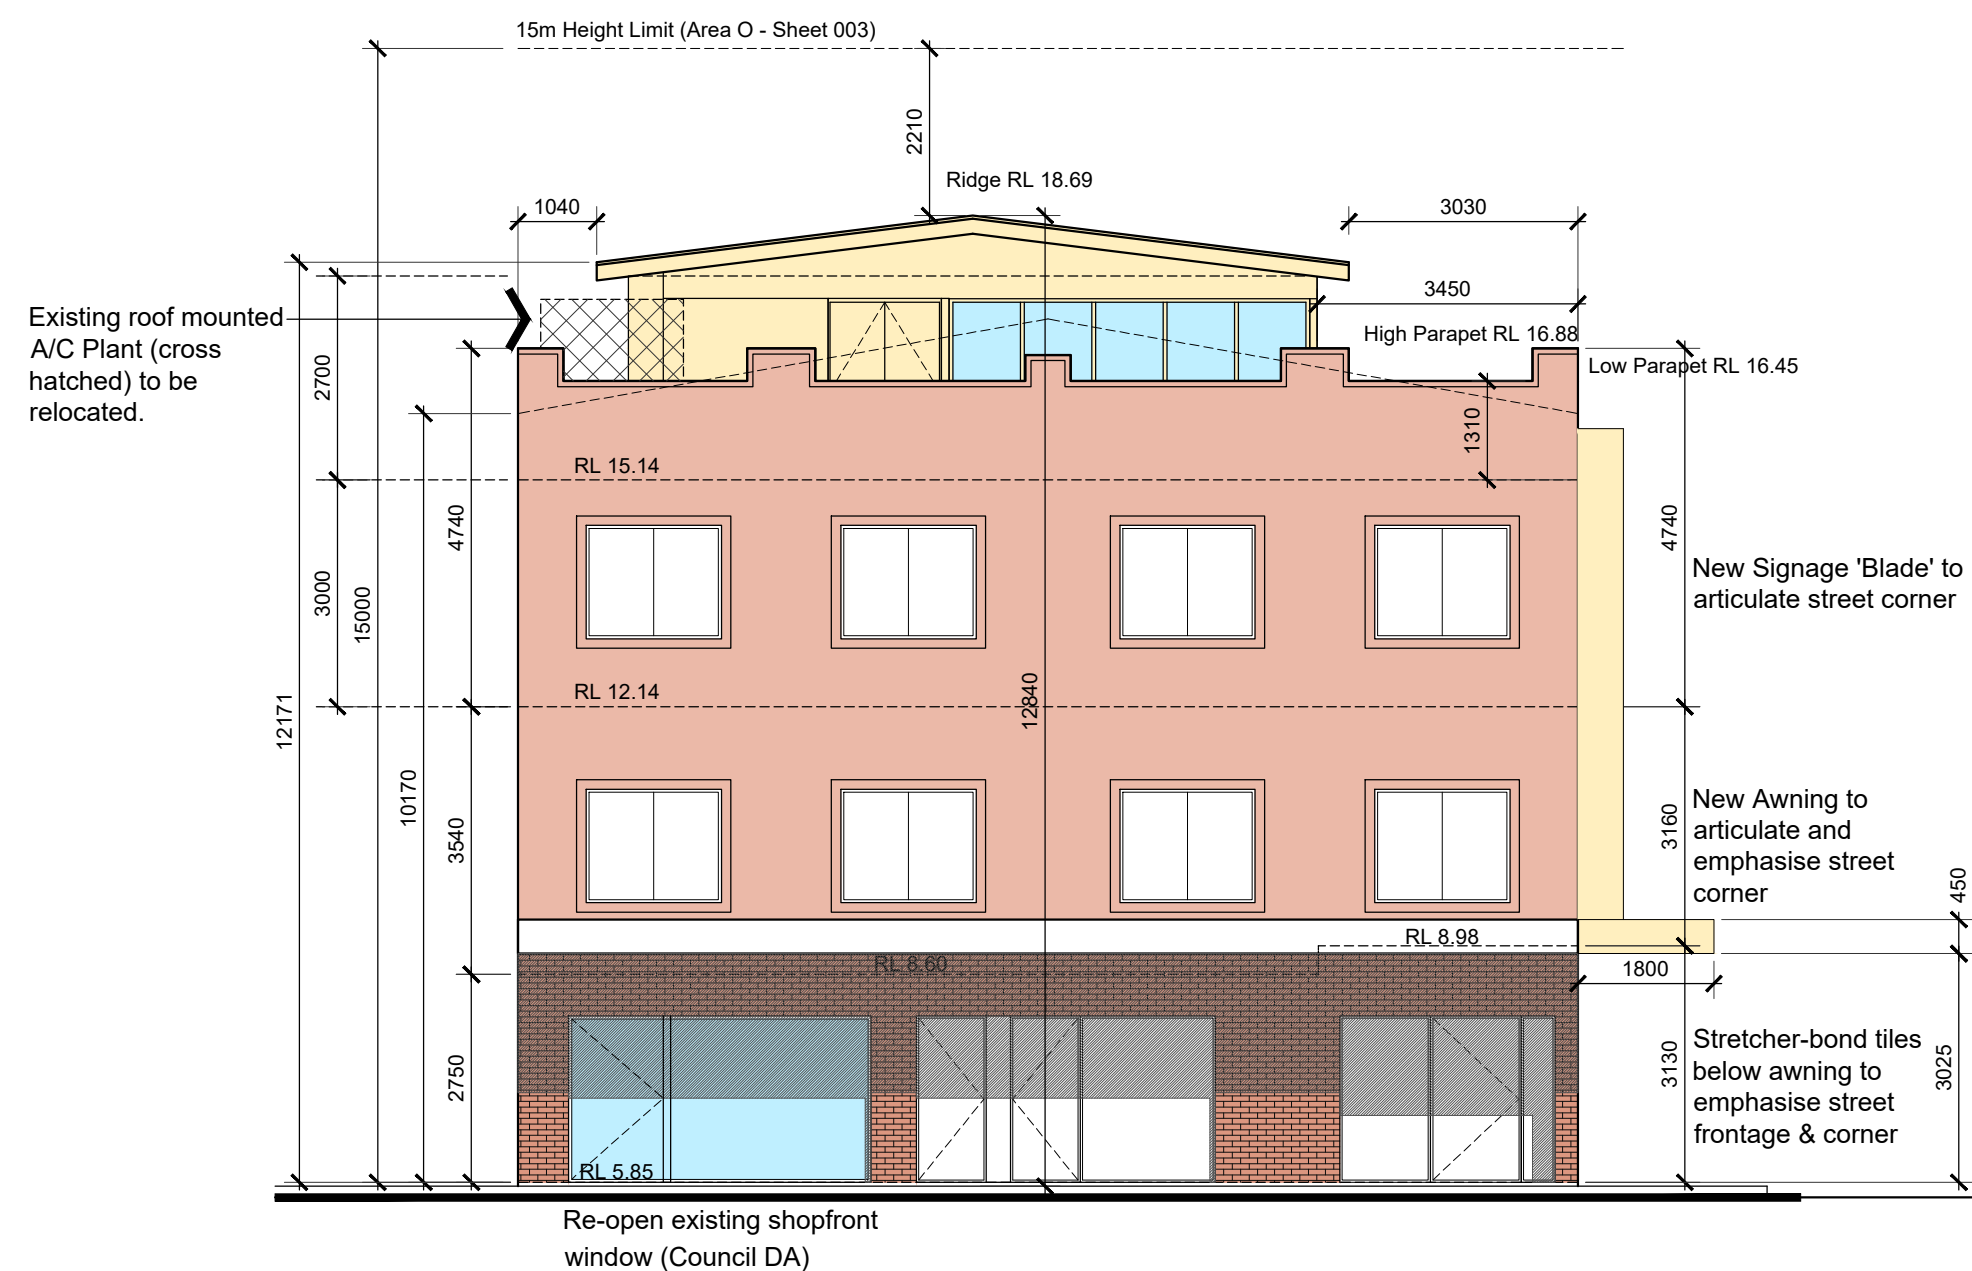 15m Height Limit (Area O - Sheet 003)
2210
Ridge RL 18.69
1040
3030
3450
Existing roof mounted
A/C Plant (cross
hatched) to be
relocated.
High Parapet RL 16.88
Low Parapet RL 16.45
2700
1310
RL 15.14
4740
4740
3000
15000
New Signage 'Blade' to
articulate street corner
RL 12.14
12171
12840
10170
3540
3160
New Awning to
articulate and
emphasise street
corner
450
RL 8.98
RL 8.60
1800
2750
3130
3025
Stretcher-bond tiles
below awning to
emphasise street
frontage & corner
RL 5.85
Re-open existing shopfront
window (Council DA)